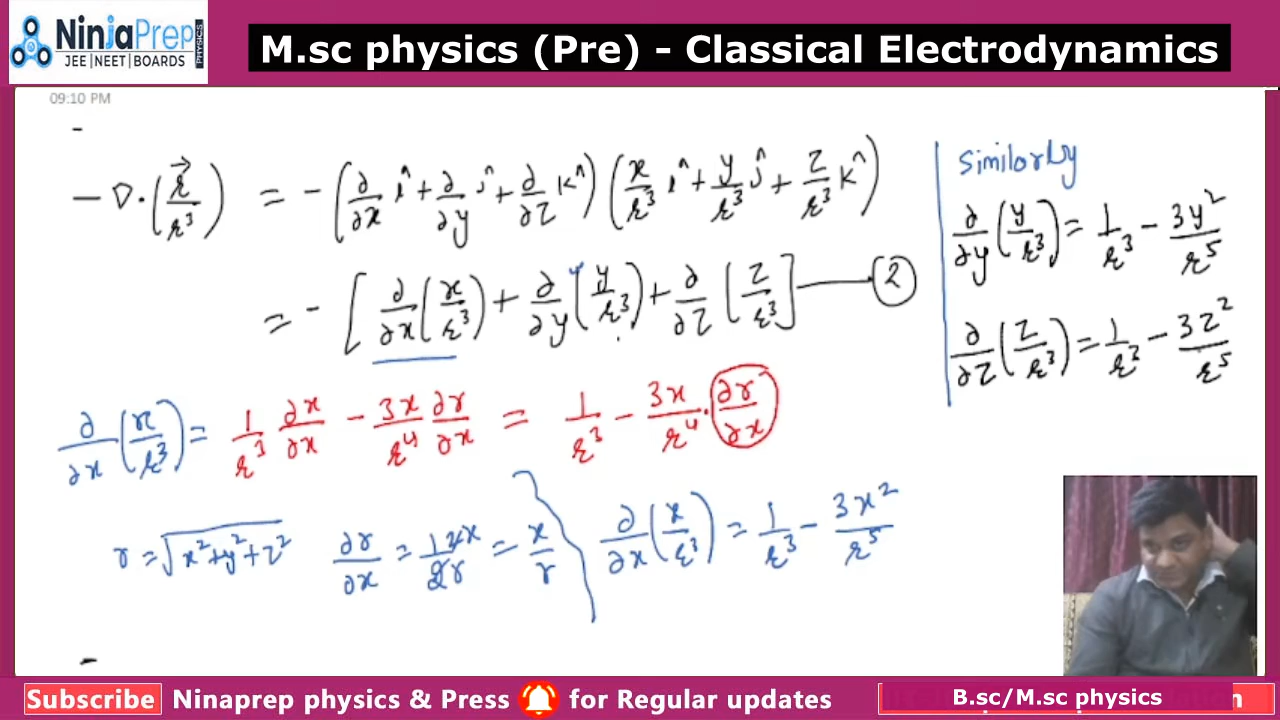 NinjaPrep
PHYSICS
JEE | NEET | BOARDS
M.sc physics (Pre) - Classical Electrodynamics
09:10 PM
-
- ∇·(r⃗/r³) = -(∂/∂x î + ∂/∂y ĵ + ∂/∂z k̂)(x/r³ î + y/r³ ĵ + z/r³ k̂)
= -[∂/∂x(x/r³) + ∂/∂y(y/r³) + ∂/∂z(z/r³)] —— ②
∂/∂x(x/r³) = 1/r³ ∂x/∂x - 3x/r⁴ ∂r/∂x = 1/r³ - 3x/r⁴ · ∂r/∂x
r = √(x²+y²+z²) ∂r/∂x = 1 2x/2r = x/r
∂/∂x(x/r³) = 1/r³ - 3x²/r⁵
Similarly
∂/∂y(y/r³) = 1/r³ - 3y²/r⁵
∂/∂z(z/r³) = 1/r³ - 3z²/r⁵
-
Subscribe Ninaprep physics & Press for Regular updates
B.sc/M.sc physics